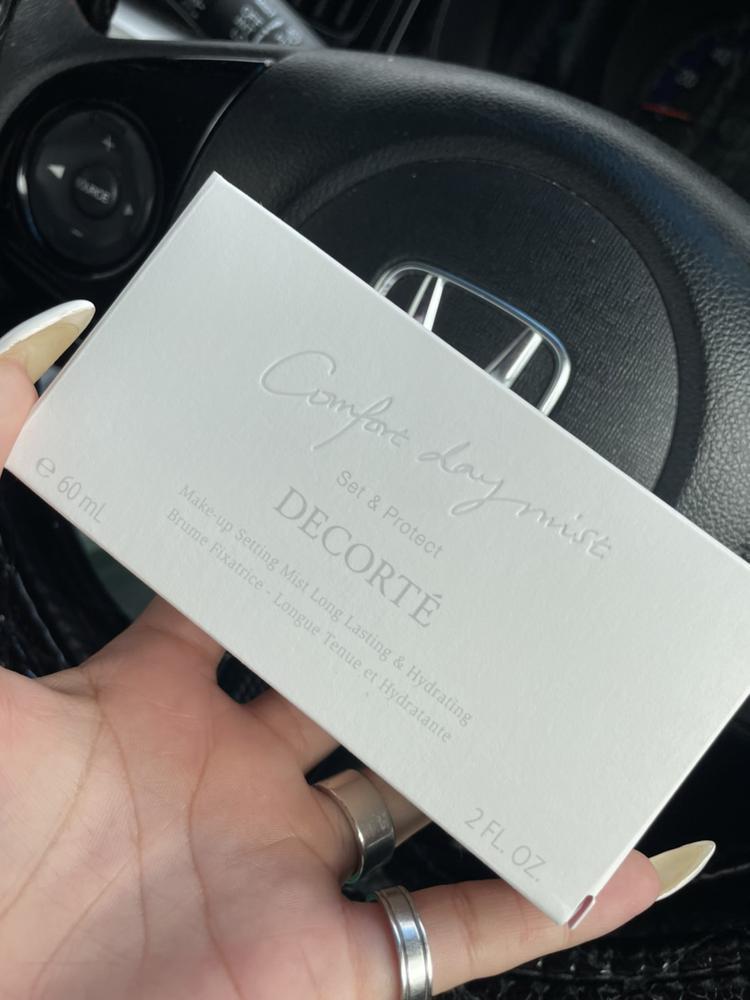 SOURCE
Comfort day mist
Set & Protect
DECORTÉ
Make-up Setting Mist Long Lasting & Hydrating
Brume Fixatrice - Longue Tenue et Hydratante
e 60 mL
2 FL. OZ.